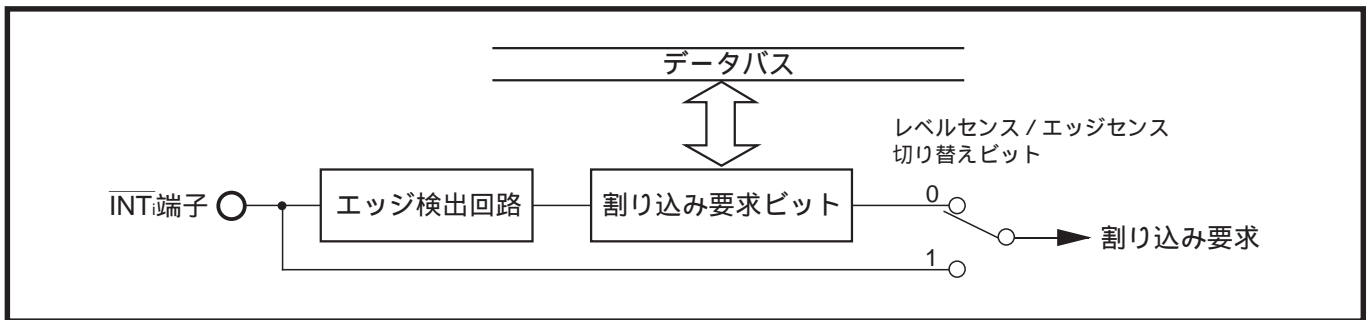 データバス
レベルセンス / エッジセンス
切り替えビット
INTi端子
エッジ検出回路
割り込み要求ビット
0
1
割り込み要求